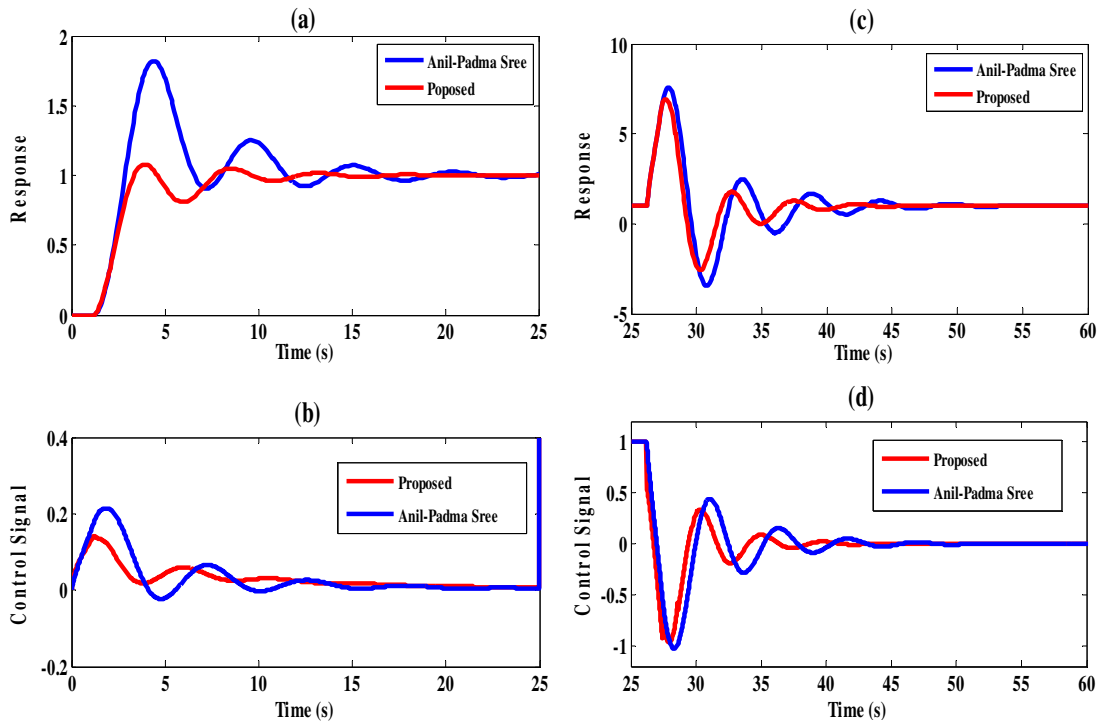 (a)
2
1.5
1
0.5
0
Response
0 5 10 15 20 25
Time (s)
Anil-Padma Sree
Poposed
(c)
10
5
0
-5
Response
25 30 35 40 45 50 55 60
Time (s)
Anil-Padma Sree
Proposed
(b)
0.4
0.2
0
-0.2
Control Signal
0 5 10 15 20 25
Time (s)
Proposed
Anil-Padma Sree
(d)
1
0.5
0
-0.5
-1
Control Signal
25 30 35 40 45 50 55 60
Time (s)
Proposed
Anil-Padma Sree